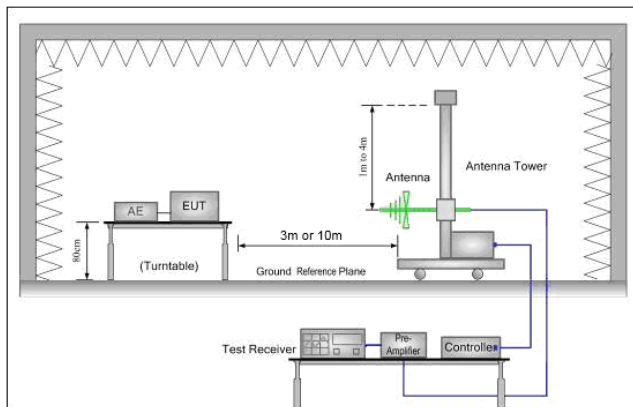 1m to 4m
Antenna
Antenna Tower
AE
EUT
80cm
(Turntable)
3m or 10m
Ground Reference Plane
Test Receiver
Pre-
Amplifier
Controller